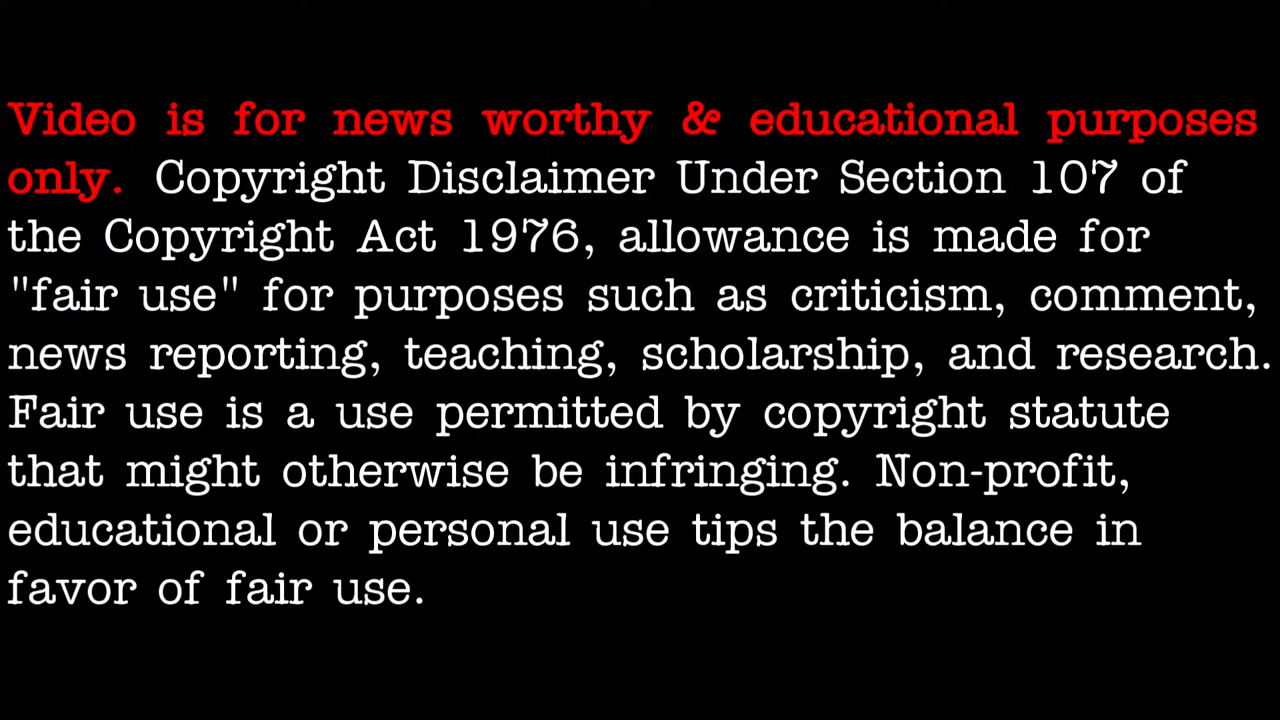 Video is for news worthy & educational purposes
only. Copyright Disclaimer Under Section 107 of
the Copyright Act 1976, allowance is made for
"fair use" for purposes such as criticism, comment,
news reporting, teaching, scholarship, and research.
Fair use is a use permitted by copyright statute
that might otherwise be infringing. Non-profit,
educational or personal use tips the balance in
favor of fair use.